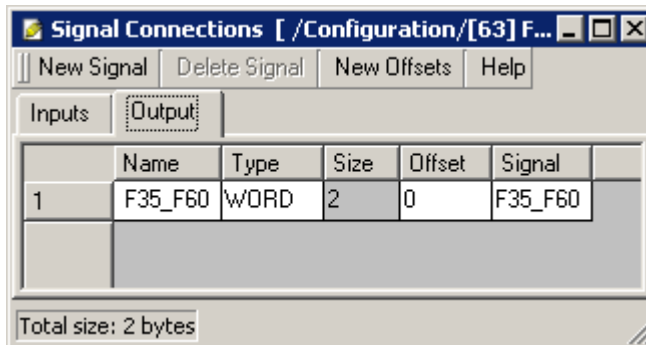 Signal Connections [ /Configuration/[63] F...
New Signal Delete Signal New Offsets Help
Inputs Output
Name Type Size Offset Signal
1 F35_F60 WORD 2 0 F35_F60
Total size: 2 bytes